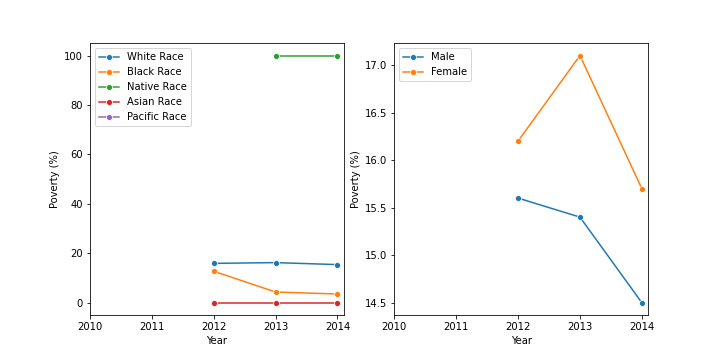 White Race
Black Race
Native Race
Asian Race
Pacific Race
100
80
60
40
20
0
Poverty (%)
2010 2011 2012 2013 2014
Year
Male
Female
17.0
16.5
16.0
15.5
15.0
14.5
Poverty (%)
2010 2011 2012 2013 2014
Year